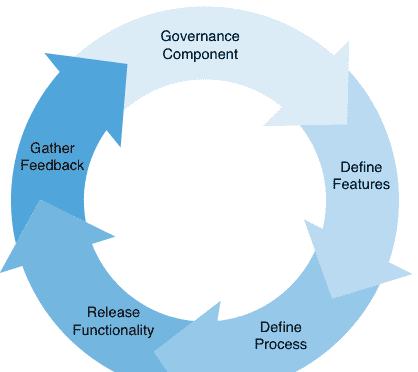 Governance
Component
Define
Features
Define
Process
Release
Functionality
Gather
Feedback